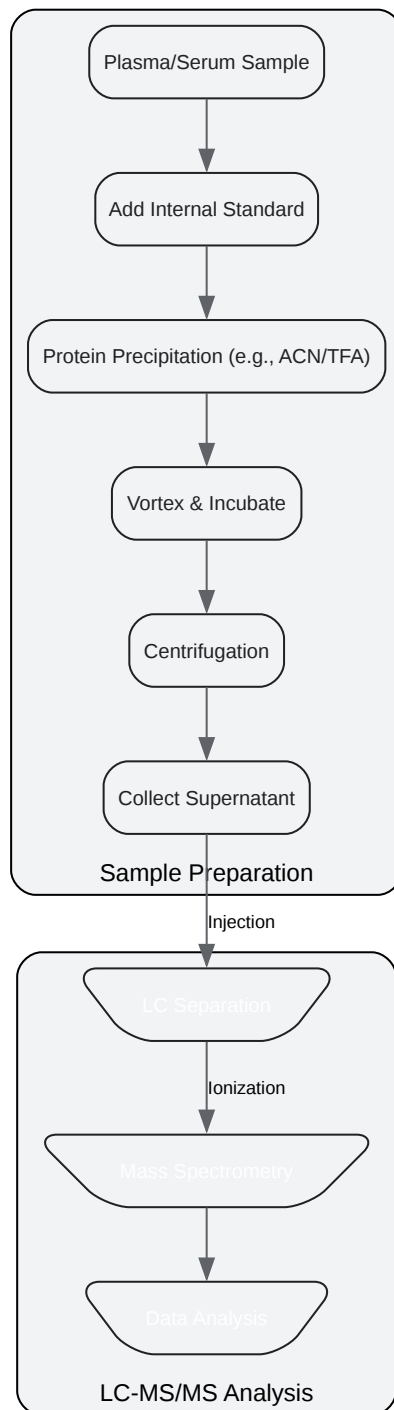 Plasma/Serum Sample
Add Internal Standard
Protein Precipitation (e.g., ACN/TFA)
Vortex & Incubate
Centrifugation
Collect Supernatant
Sample Preparation
Injection
LC Separation
Ionization
Mass Spectrometry
Data Analysis
LC-MS/MS Analysis